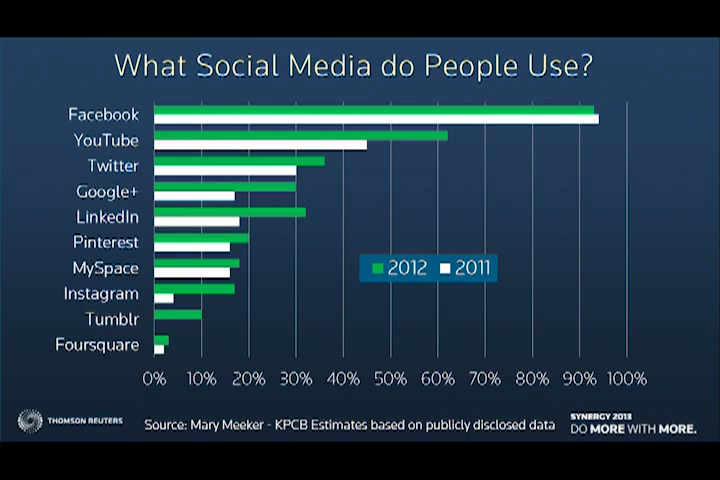 What Social Media do People Use?
Facebook
YouTube
Twitter
Google+
LinkedIn
Pinterest
MySpace
Instagram
Tumblr
Foursquare
2012 2011
0% 10% 20% 30% 40% 50% 60% 70% 80% 90% 100%
THOMSON REUTERS
Source: Mary Meeker - KPCB Estimates based on publicly disclosed data
SYNERGY 2013
DO MORE WITH MORE.